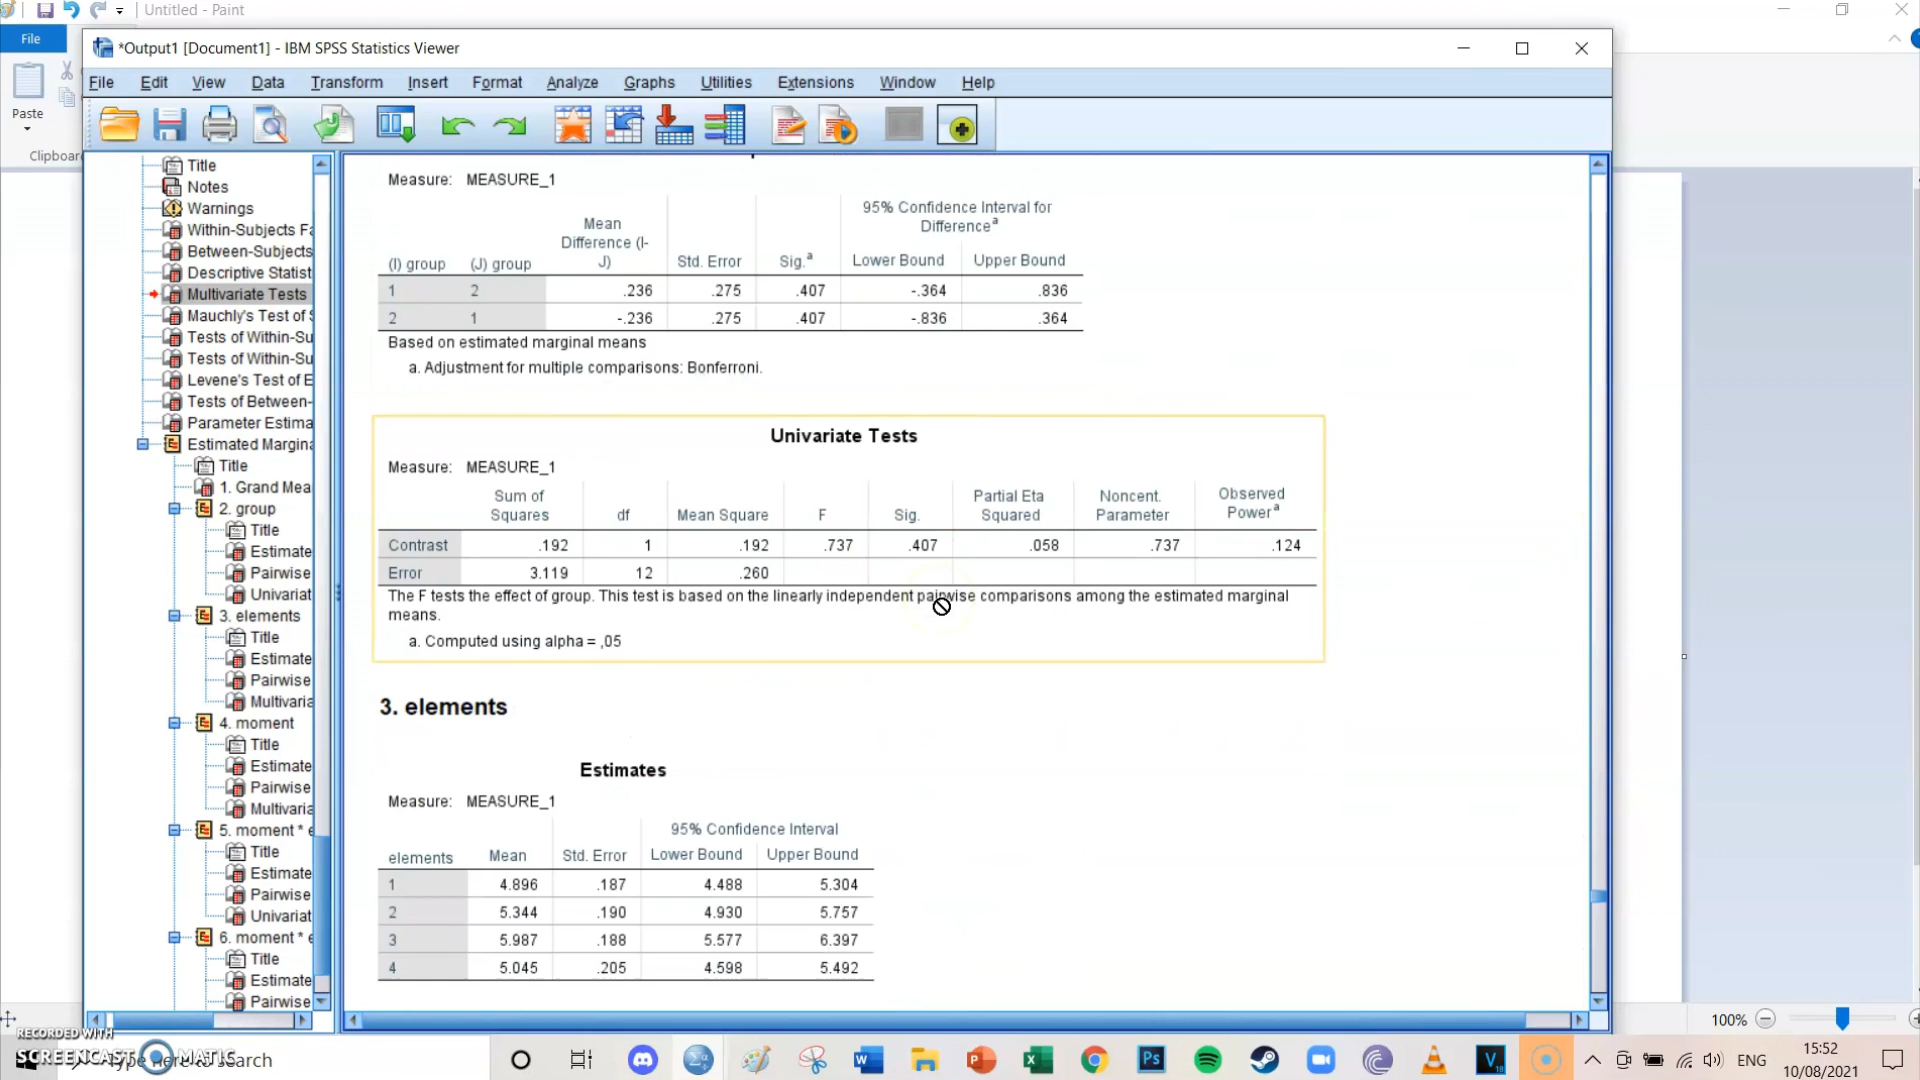 Untitled - Paint
File
Paste
Clipboard
*Output1 [Document1] - IBM SPSS Statistics Viewer
File Edit View Data Transform Insert Format Analyze Graphs Utilities Extensions Window Help
Title
Notes
Warnings
Within-Subjects Fa
Between-Subjects
Descriptive Statist
Multivariate Tests
Mauchly's Test of S
Tests of Within-Su
Tests of Within-Su
Levene's Test of E
Tests of Between-
Parameter Estima
Estimated Margina
Title
1. Grand Mea
2. group
Title
Estimate
Pairwise
Univariat
3. elements
Title
Estimate
Pairwise
Multivaria
4. moment
Title
Estimate
Pairwise
Multivaria
5. moment * e
Title
Estimate
Pairwise
Univariat
6. moment * e
Title
Estimate
Pairwise
Measure: MEASURE_1
95% Confidence Interval for
Difference a
Mean
Difference (I-
J)
(I) group (J) group Std. Error Sig.a Lower Bound Upper Bound
1 2 .236 .275 .407 -.364 .836
2 1 -.236 .275 .407 -.836 .364
Based on estimated marginal means
a. Adjustment for multiple comparisons: Bonferroni.
Univariate Tests
Measure: MEASURE_1
Sum of
Squares df Mean Square F Sig. Partial Eta
Squared Noncent.
Parameter Observed
Power a
Contrast .192 1 .192 .737 .407 .058 .737 .124
Error 3.119 12 .260
The F tests the effect of group. This test is based on the linearly independent pairwise comparisons among the estimated marginal
means.
a. Computed using alpha = ,05
3. elements
Estimates
Measure: MEASURE_1
95% Confidence Interval
elements Mean Std. Error Lower Bound Upper Bound
1 4.896 .187 4.488 5.304
2 5.344 .190 4.930 5.757
3 5.987 .188 5.577 6.397
4 5.045 .205 4.598 5.492
100%
RECORDED WITH
SCREENCAST MATIC
Type here to search
ENG
15:52
10/08/2021